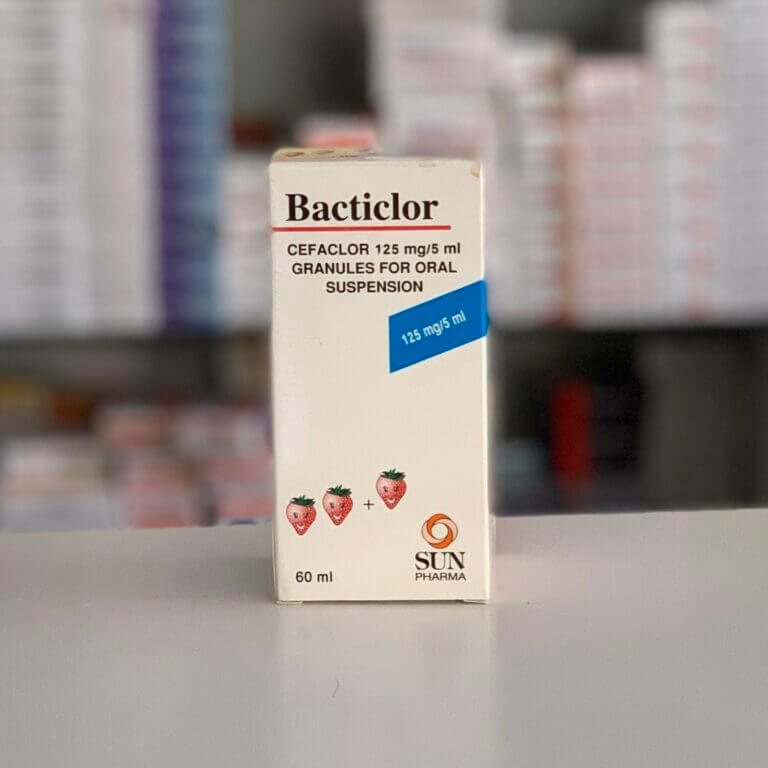 Bacticlor
CEFACLOR 125 mg/5 ml
GRANULES FOR ORAL
SUSPENSION
125 mg/5 ml
+
60 ml
SUN
PHARMA